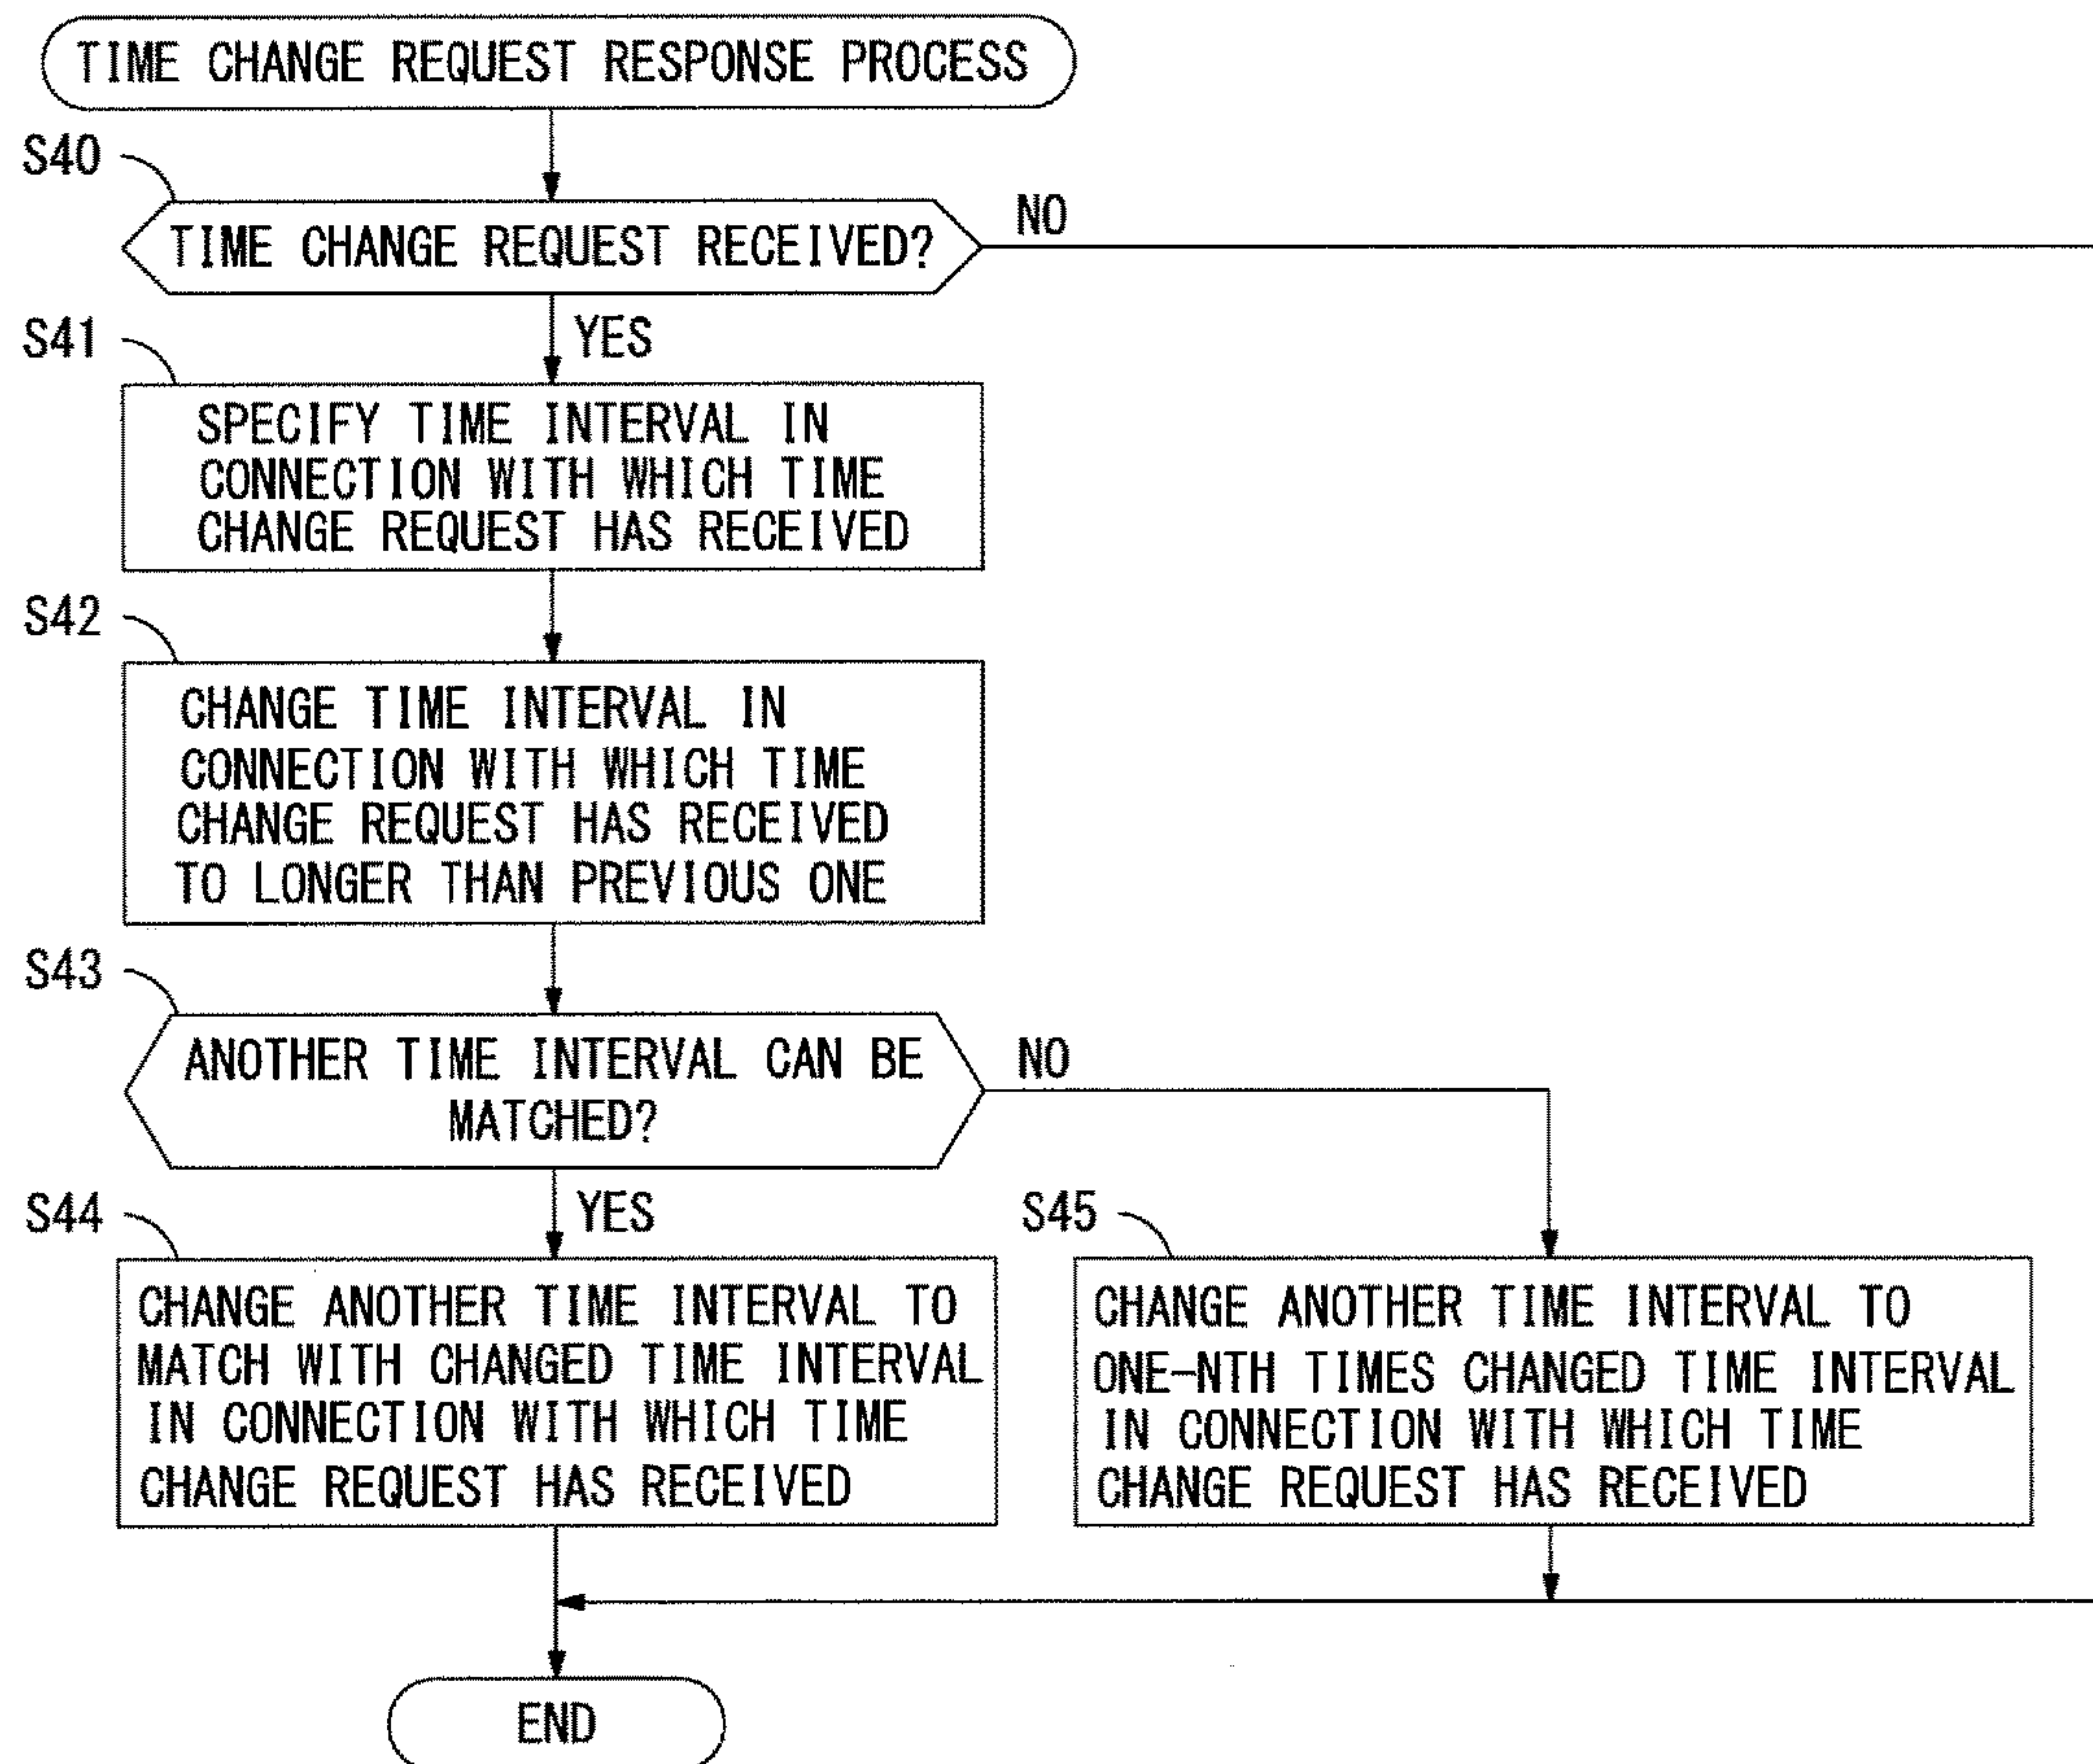 TIME CHANGE REQUEST RESPONSE PROCESS
S40
TIME CHANGE REQUEST RECEIVED?
NO
S41
YES
SPECIFY TIME INTERVAL IN
CONNECTION WITH WHICH TIME
CHANGE REQUEST HAS RECEIVED
S42
CHANGE TIME INTERVAL IN
CONNECTION WITH WHICH TIME
CHANGE REQUEST HAS RECEIVED
TO LONGER THAN PREVIOUS ONE
S43
ANOTHER TIME INTERVAL CAN BE
MATCHED?
NO
S44
YES
CHANGE ANOTHER TIME INTERVAL TO
MATCH WITH CHANGED TIME INTERVAL
IN CONNECTION WITH WHICH TIME
CHANGE REQUEST HAS RECEIVED
S45
CHANGE ANOTHER TIME INTERVAL TO
ONE-NTH TIMES CHANGED TIME INTERVAL
IN CONNECTION WITH WHICH TIME
CHANGE REQUEST HAS RECEIVED
END